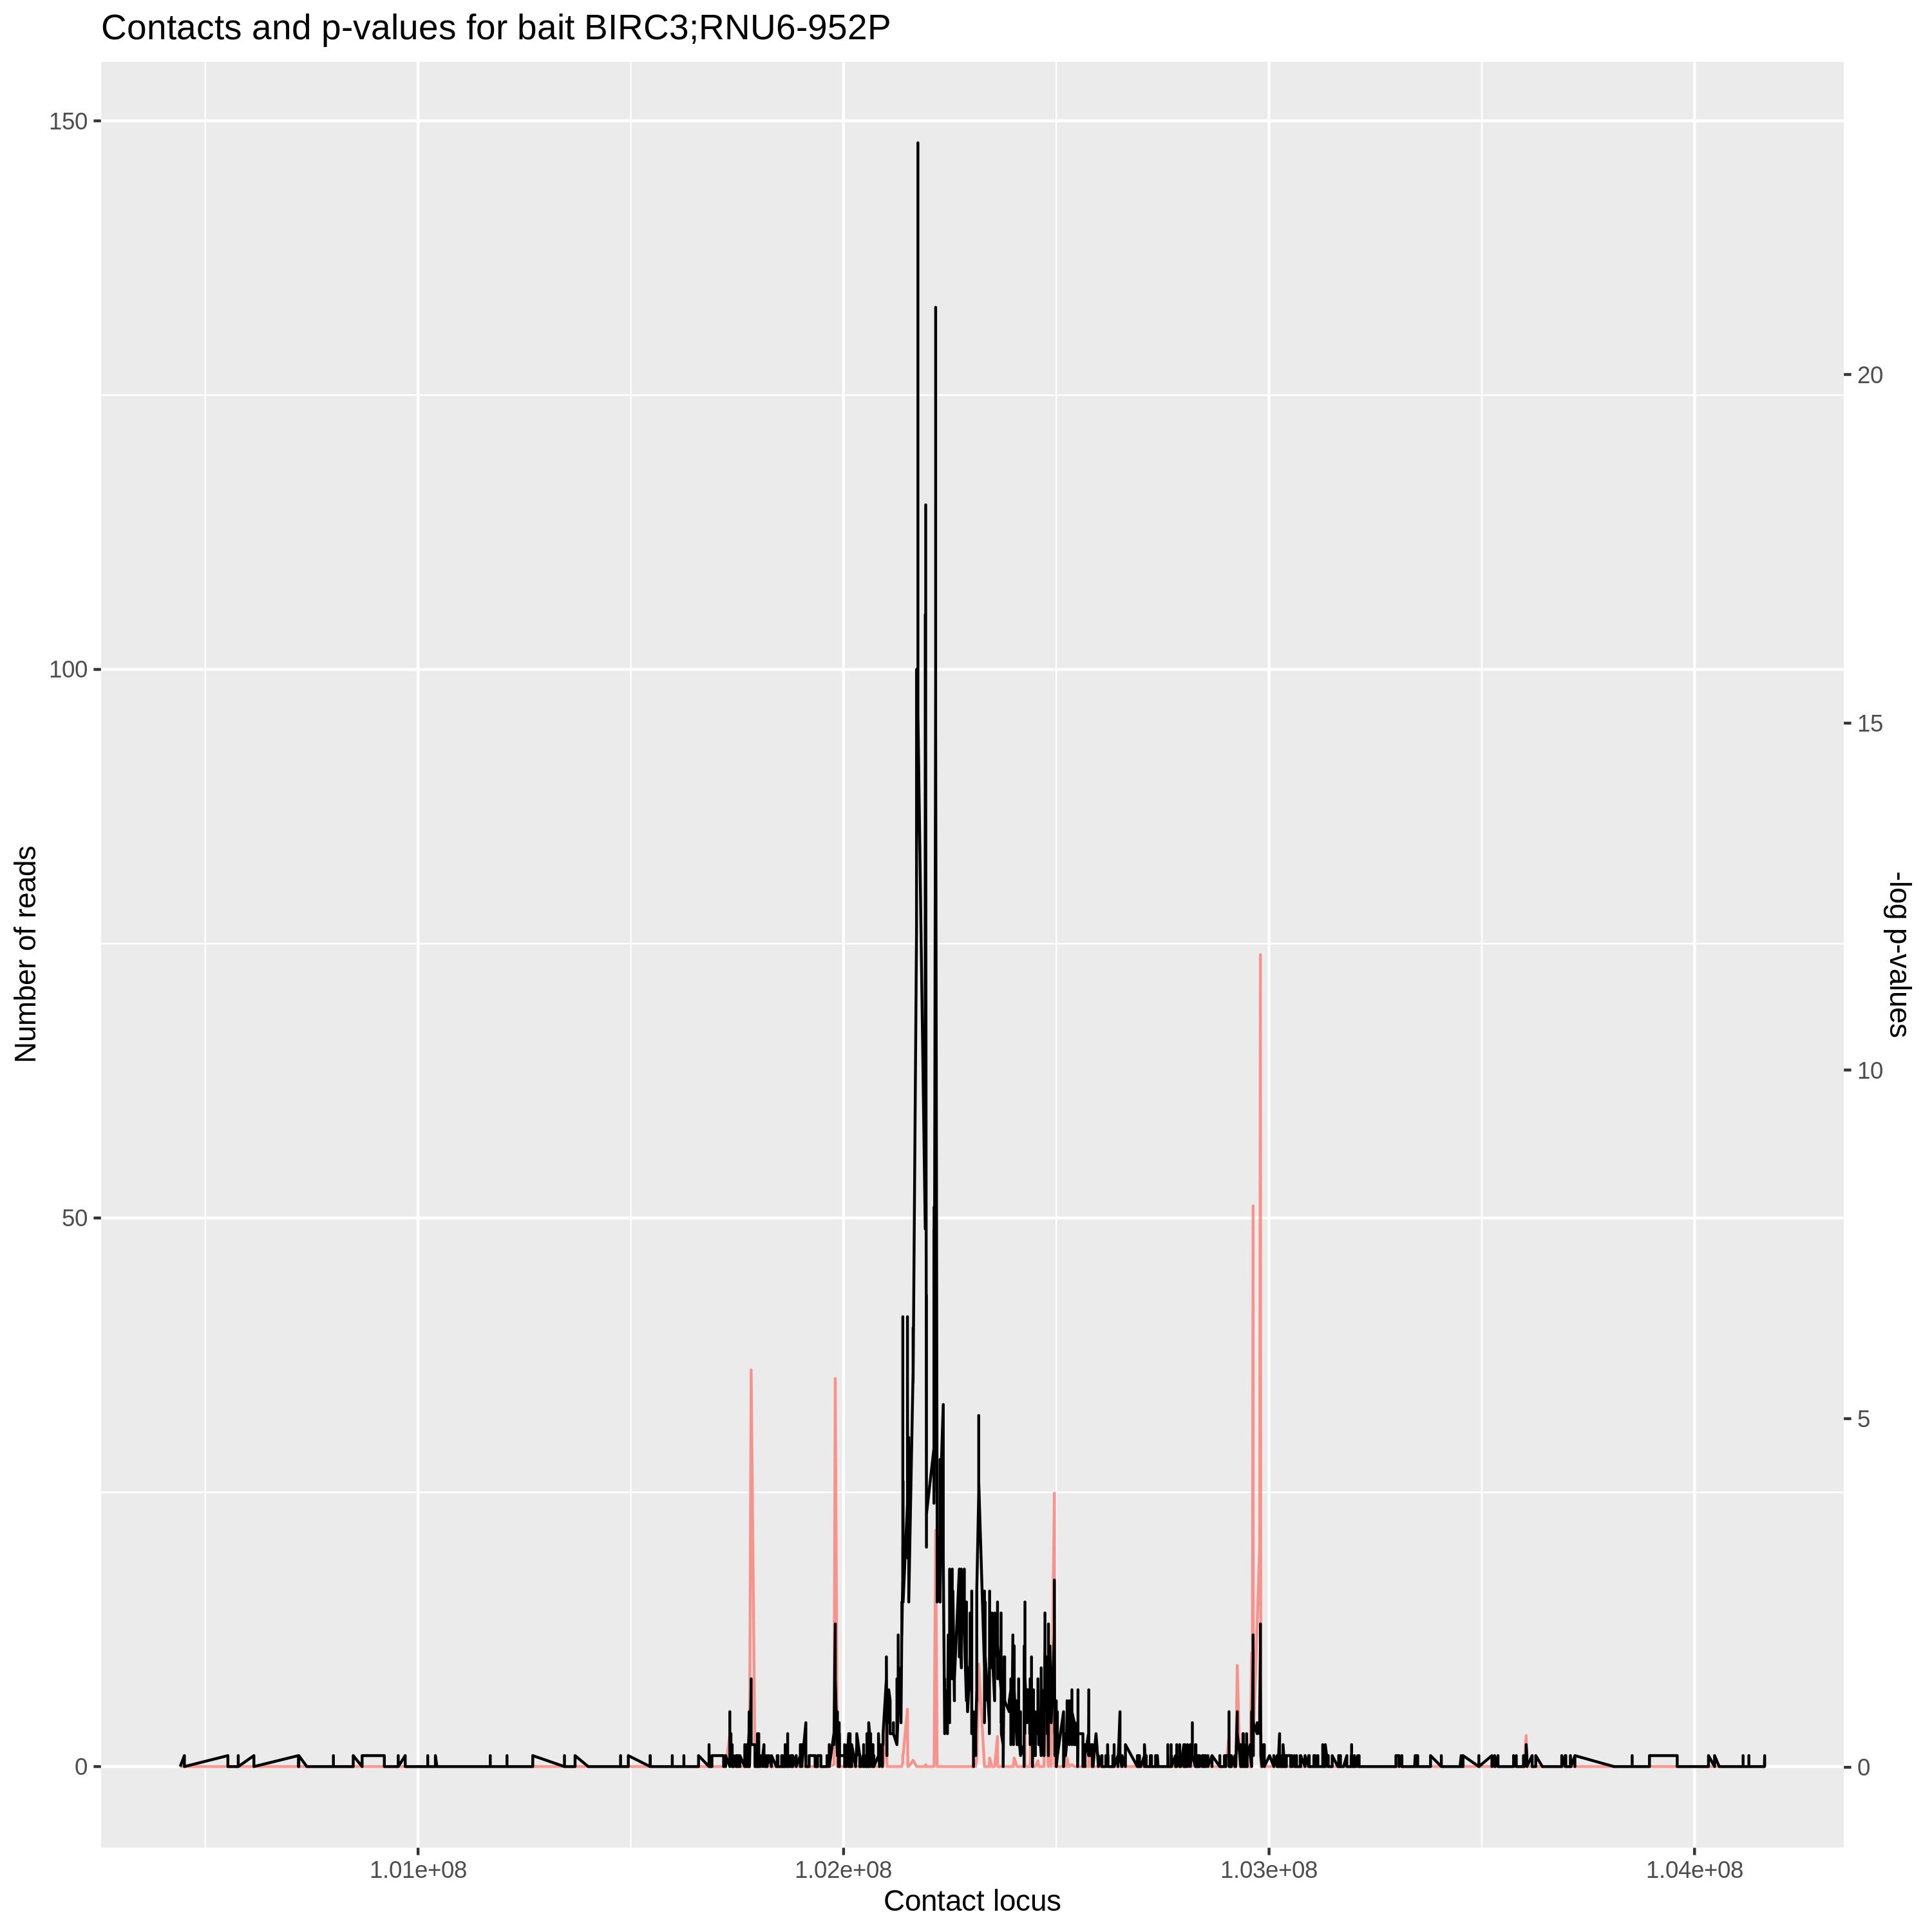 Contacts and p-values for bait BIRC3;RNU6-952P
150
100
50
0
Number of reads
20
15
10
5
0
-log p-values
1.01e+08
1.02e+08
1.03e+08
1.04e+08
Contact locus